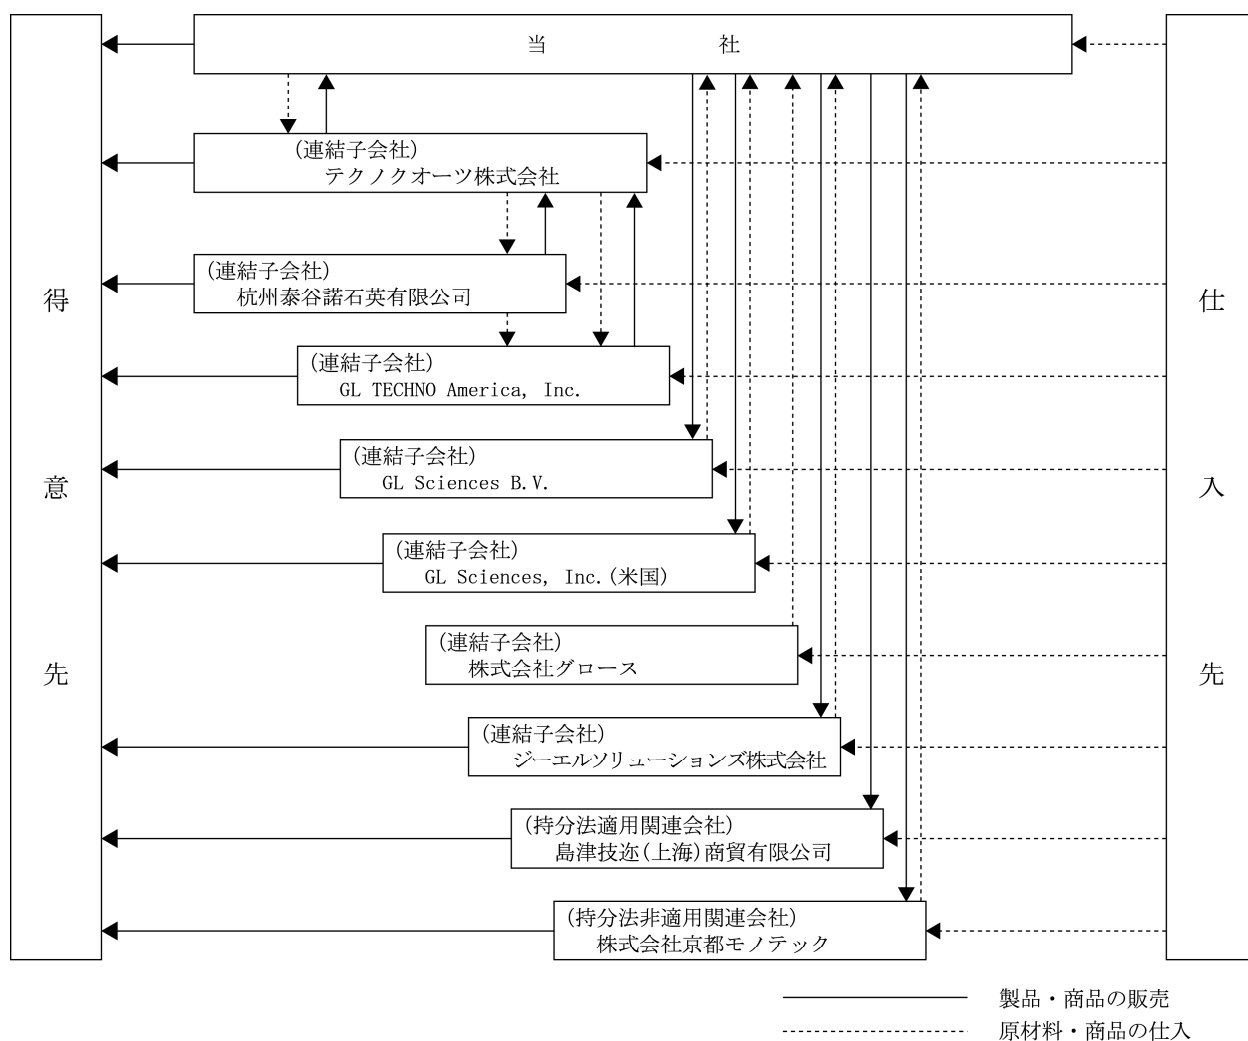 当社
(連結子会社)
テクノクオーツ株式会社
(連結子会社)
杭州泰谷諾石英有限公司
(連結子会社)
GL TECHNO America, Inc.
(連結子会社)
GL Sciences B.V.
(連結子会社)
GL Sciences, Inc.(米国)
(連結子会社)
株式会社グロース
(連結子会社)
ジーエルソリューションズ株式会社
(持分法適用関連会社)
島津技迩(上海)商貿有限公司
(持分法非適用関連会社)
株式会社京都モノテック
得意先
仕入先
製品・商品の販売
原材料・商品の仕入